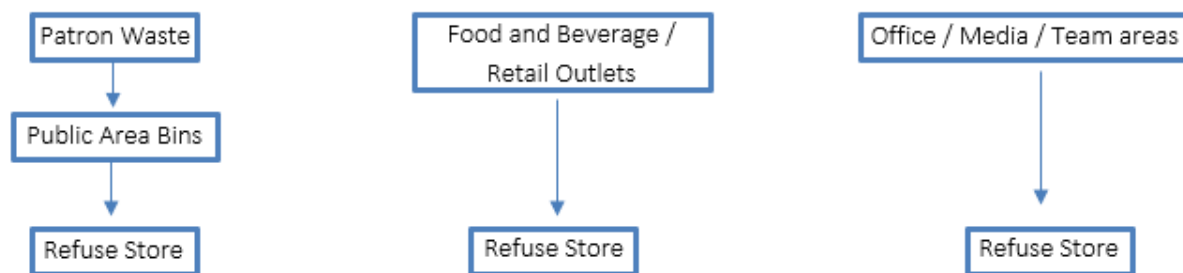 Patron Waste
Public Area Bins
Refuse Store
Food and Beverage /
Retail Outlets
Refuse Store
Office / Media / Team areas
Refuse Store